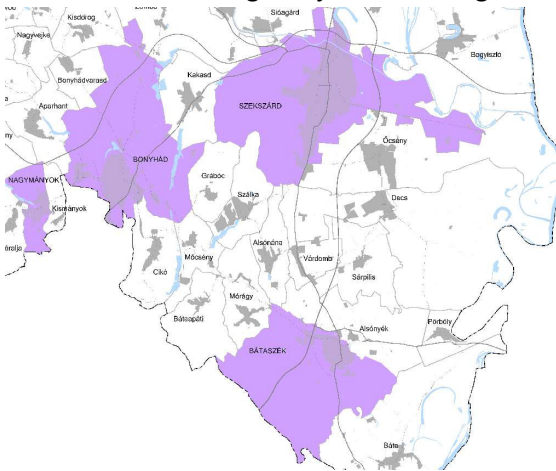 Kisdorog
Sióagárd
Nagyvejke
Bogyiszló
Bonyhádvarasd
Kakasd
Aparhant
SZEKSZÁRD
Őcsény
BONYHÁD
NAGYMÁNYOK
Grábóc
Szálka
Decs
Kismányok
Alsónána
Mőcsény
Várdomb
Cikó
Sárpilis
Mórágy
Bátaapáti
Alsónyék
Pörböly
BÁTASZÉK
Báta